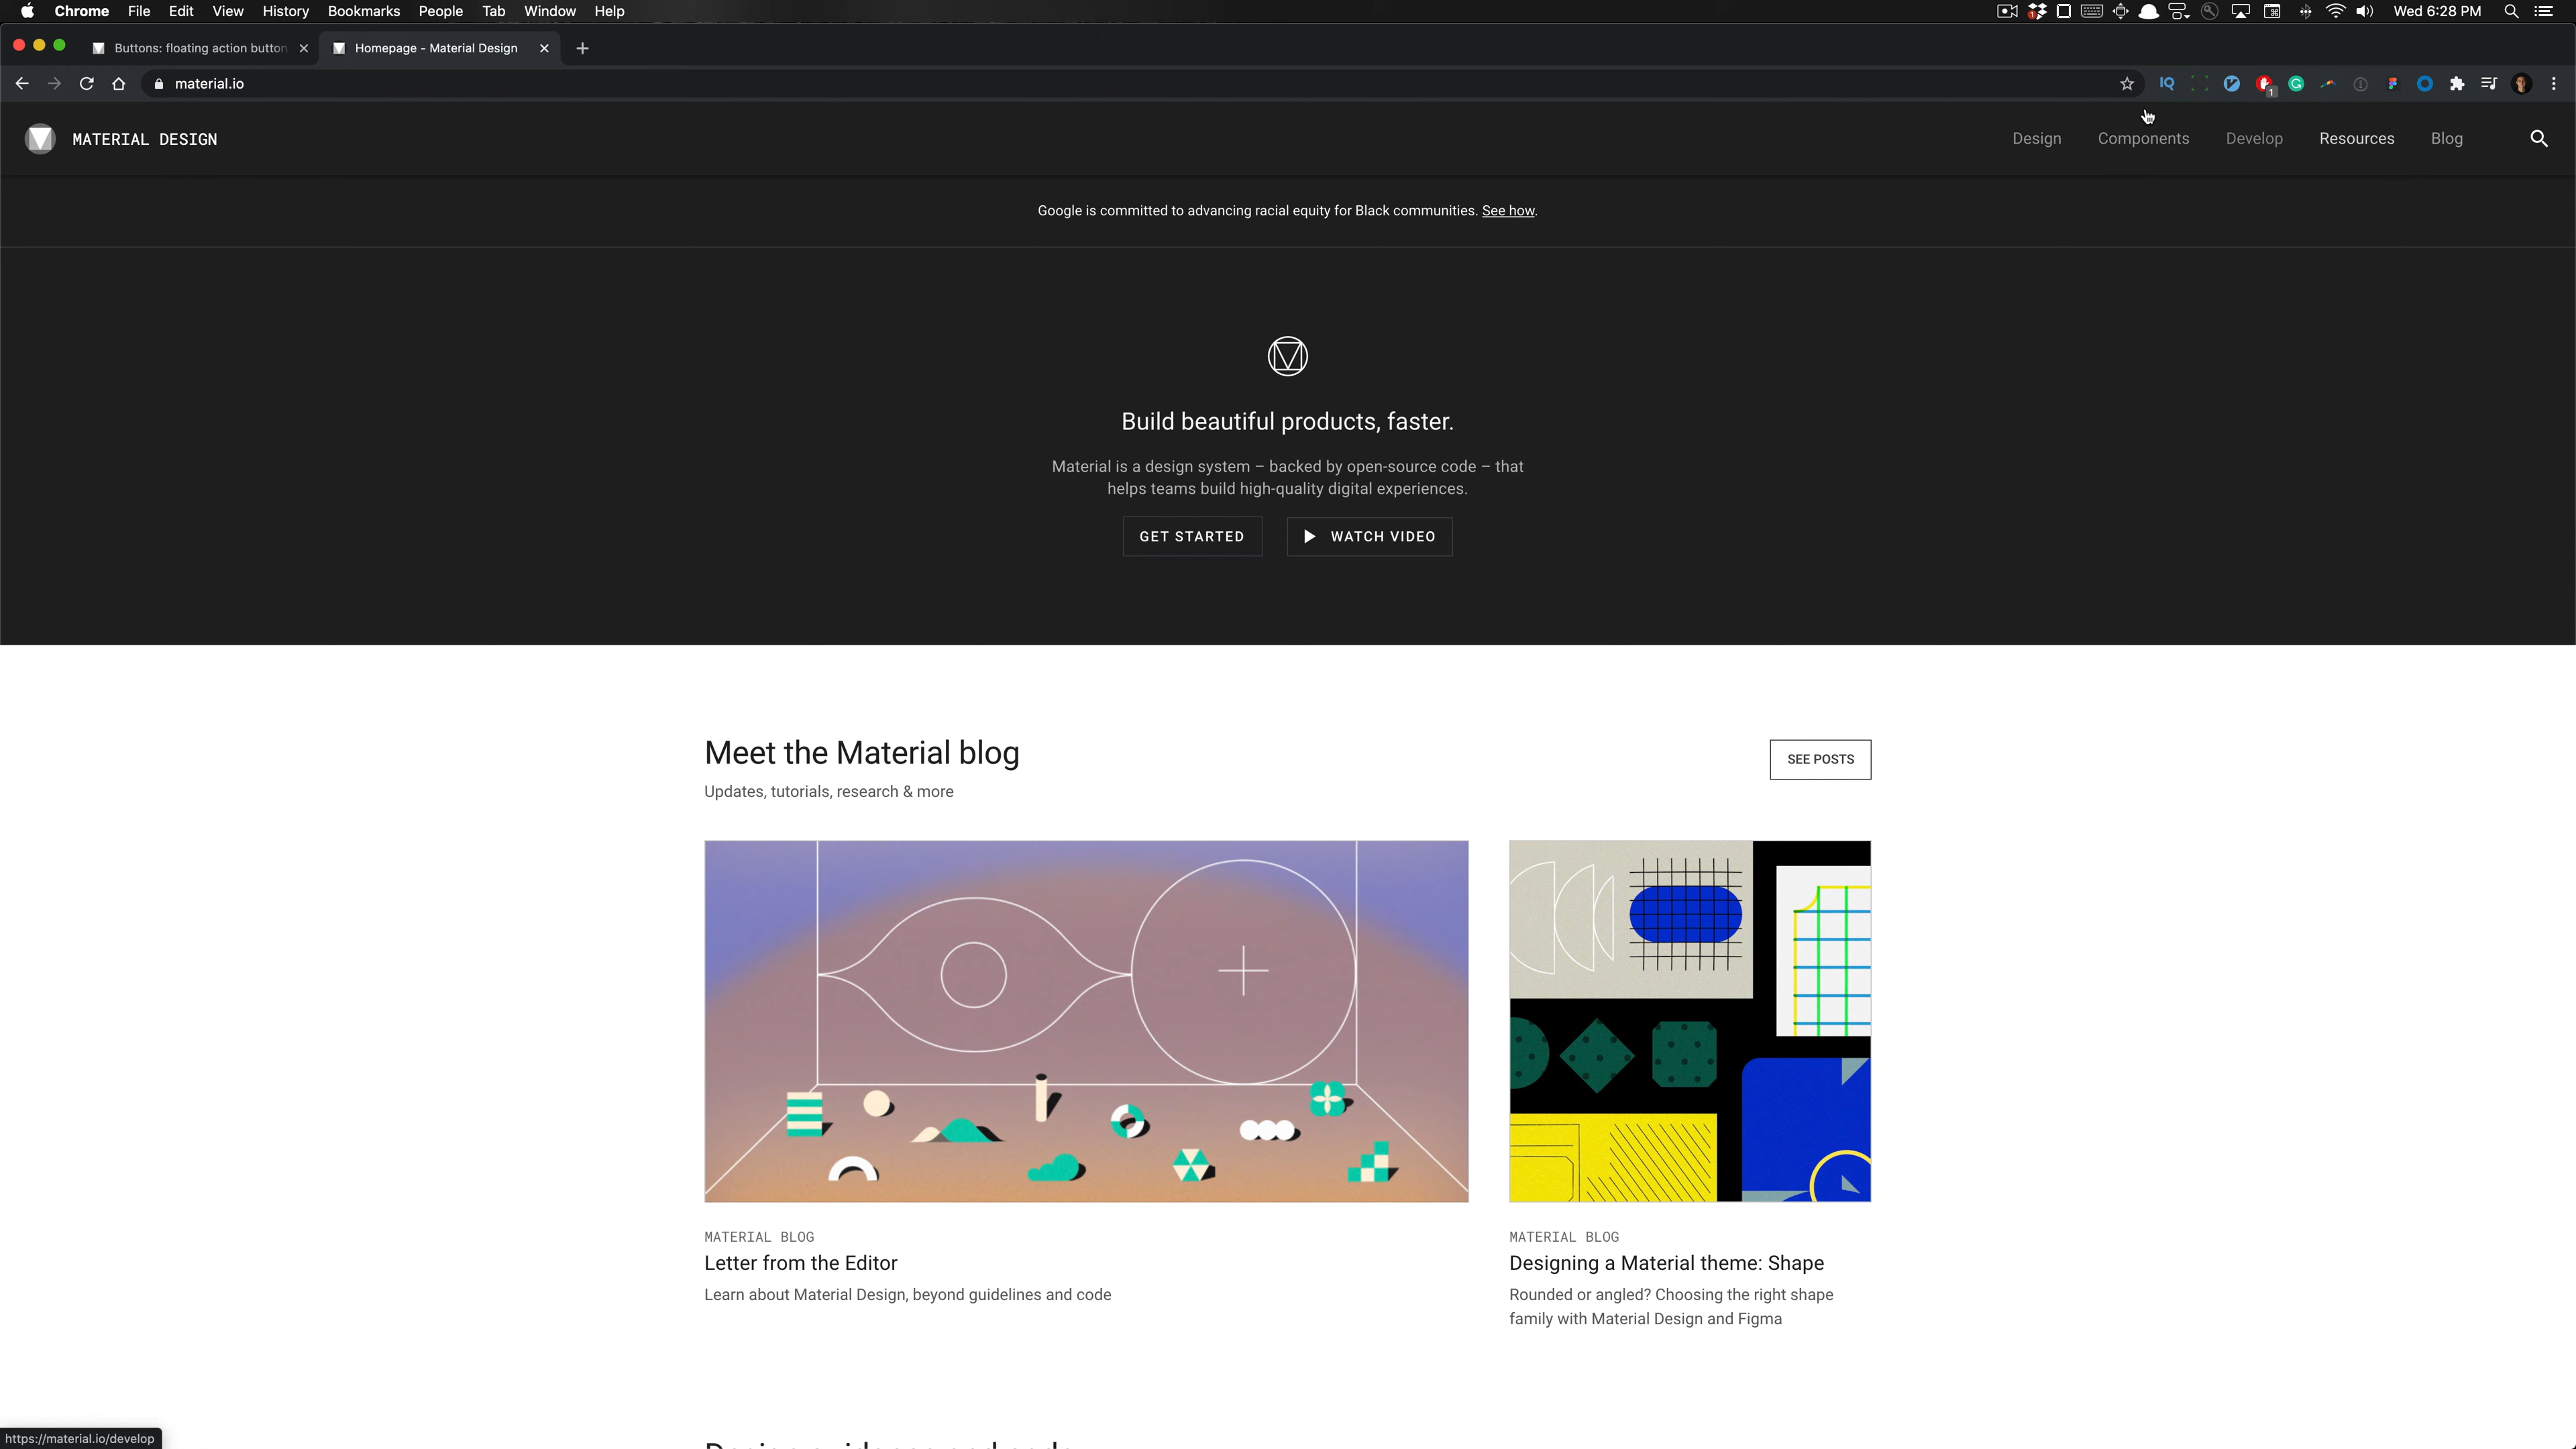 Chrome File Edit View History Bookmarks People Tab Window Help Wed 6:28 PM
Buttons: floating action button Homepage - Material Design
material.io IQ 1
MATERIAL DESIGN Design Components Develop Resources Blog
Google is committed to advancing racial equity for Black communities. See how.
Build beautiful products, faster.
Material is a design system – backed by open-source code – that
helps teams build high-quality digital experiences.
GET STARTED WATCH VIDEO
Meet the Material blog
SEE POSTS
Updates, tutorials, research & more
MATERIAL BLOG
Letter from the Editor
Learn about Material Design, beyond guidelines and code
MATERIAL BLOG
Designing a Material theme: Shape
Rounded or angled? Choosing the right shape
family with Material Design and Figma
https://material.io/develop